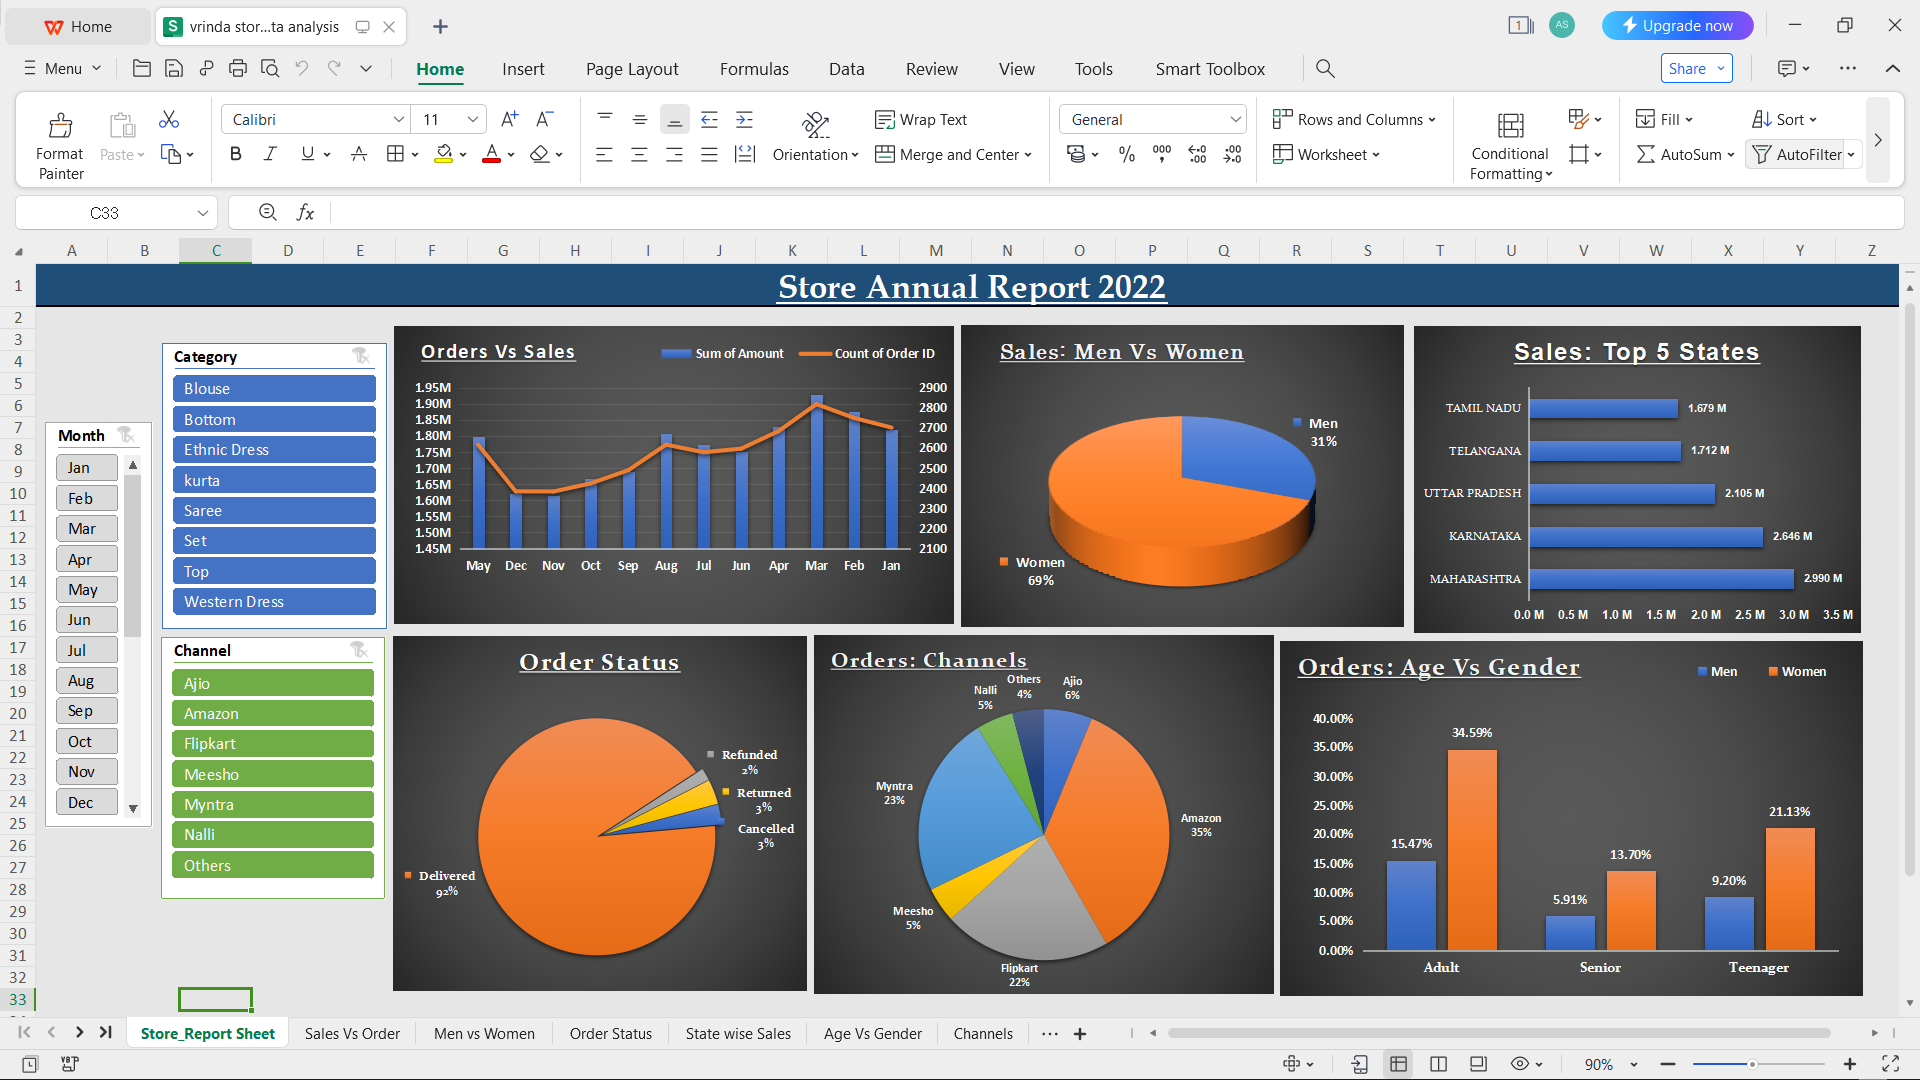 Home
vrinda stor...ta analysis
1
AS
Upgrade now
Menu
Home
Insert
Page Layout
Formulas
Data
Review
View
Tools
Smart Toolbox
Share
Format Painter
Paste
Calibri
11
Orientation
Wrap Text
Merge and Center
General
Rows and Columns
Worksheet
Conditional Formatting
Fill
Sort
AutoSum
AutoFilter
C33
fx
A B C D E F G H I J K L M N O P Q R S T U V W X Y Z
1
2
3
4
5
6
7
8
9
10
11
12
13
14
15
16
17
18
19
20
21
22
23
24
25
26
27
28
29
30
31
32
33
Store Annual Report 2022
Month
Jan
Feb
Mar
Apr
May
Jun
Jul
Aug
Sep
Oct
Nov
Dec
Category
Blouse
Bottom
Ethnic Dress
kurta
Saree
Set
Top
Western Dress
Channel
Ajio
Amazon
Flipkart
Meesho
Myntra
Nalli
Others
Orders Vs Sales
Sum of Amount
Count of Order ID
1.95M
1.90M
1.85M
1.80M
1.75M
1.70M
1.65M
1.60M
1.55M
1.50M
1.45M
2900
2800
2700
2600
2500
2400
2300
2200
2100
May Dec Nov Oct Sep Aug Jul Jun Apr Mar Feb Jan
Sales: Men Vs Women
Men
31%
Women
69%
Sales: Top 5 States
TAMIL NADU 1.679 M
TELANGANA 1.712 M
UTTAR PRADESH 2.105 M
KARNATAKA 2.646 M
MAHARASHTRA 2.990 M
0.0 M 0.5 M 1.0 M 1.5 M 2.0 M 2.5 M 3.0 M 3.5 M
Order Status
Refunded
2%
Returned
3%
Cancelled
3%
Delivered
92%
Orders: Channels
Others
4%
Ajio
6%
Nalli
5%
Myntra
23%
Amazon
35%
Meesho
5%
Flipkart
22%
Orders: Age Vs Gender
Men
Women
40.00%
35.00%
30.00%
25.00%
20.00%
15.00%
10.00%
5.00%
0.00%
15.47%
34.59%
5.91%
13.70%
9.20%
21.13%
Adult
Senior
Teenager
Store_Report Sheet
Sales Vs Order
Men vs Women
Order Status
State wise Sales
Age Vs Gender
Channels
90%